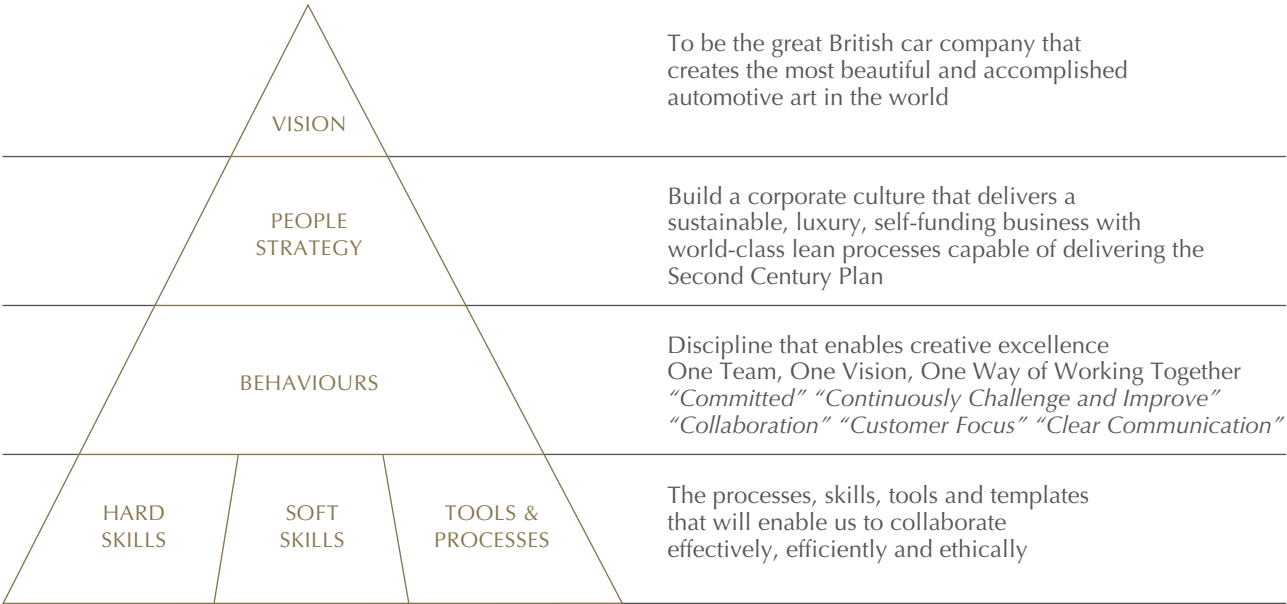 To be the great British car company that
creates the most beautiful and accomplished
automotive art in the world
VISION
Build a corporate culture that delivers a
sustainable, luxury, self-funding business with
world-class lean processes capable of delivering the
Second Century Plan
PEOPLE
STRATEGY
Discipline that enables creative excellence
One Team, One Vision, One Way of Working Together
“Committed” “Continuously Challenge and Improve”
“Collaboration” “Customer Focus” “Clear Communication”
BEHAVIOURS
The processes, skills, tools and templates
that will enable us to collaborate
effectively, efficiently and ethically
HARD
SKILLS
SOFT
SKILLS
TOOLS &
PROCESSES